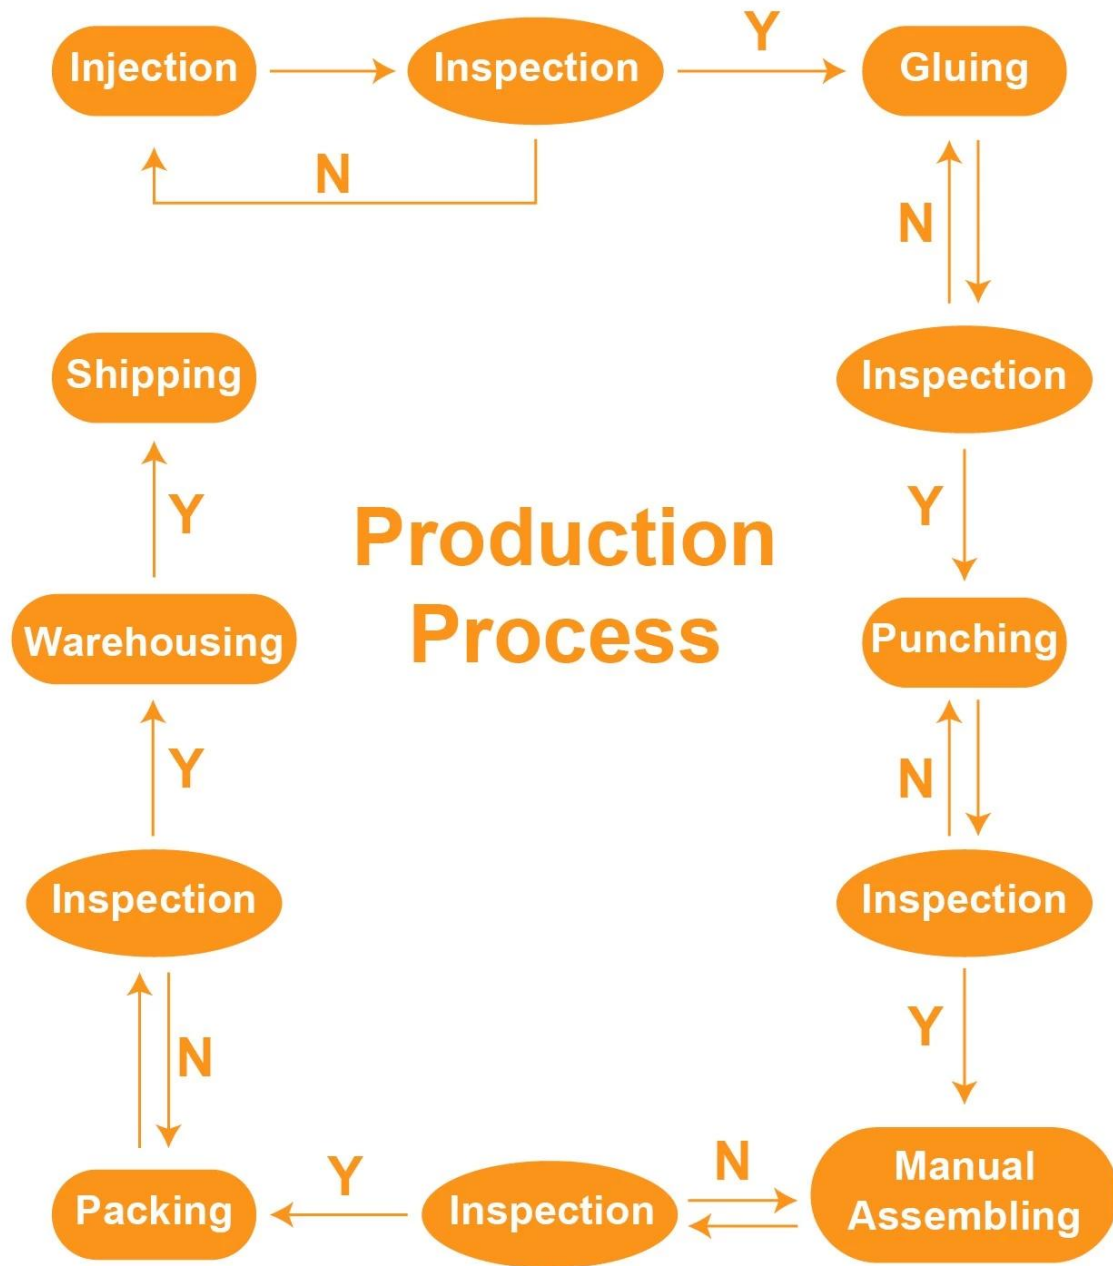 Injection
Inspection
Y
Gluing
N
N
Inspection
Y
Punching
N
Inspection
Y
Manual
Assembling
N
Inspection
Y
Packing
N
Inspection
Y
Warehousing
Y
Shipping
Production
Process